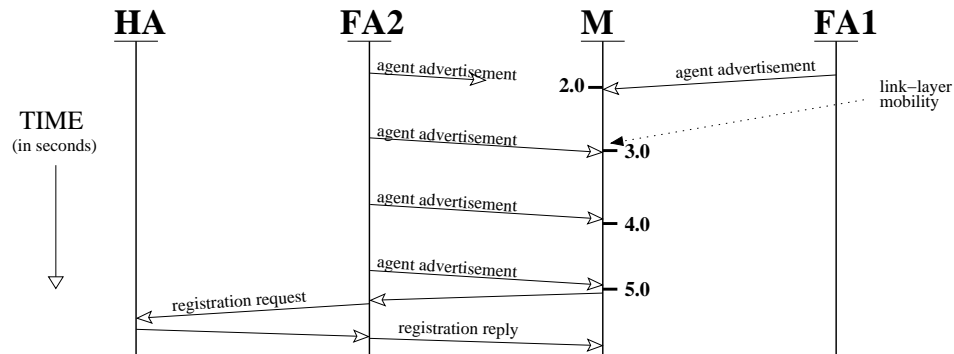 HA
FA2
M
FA1
agent advertisement
agent advertisement
2.0
link-layer
mobility
TIME
(in seconds)
agent advertisement
3.0
agent advertisement
4.0
agent advertisement
5.0
registration request
registration reply